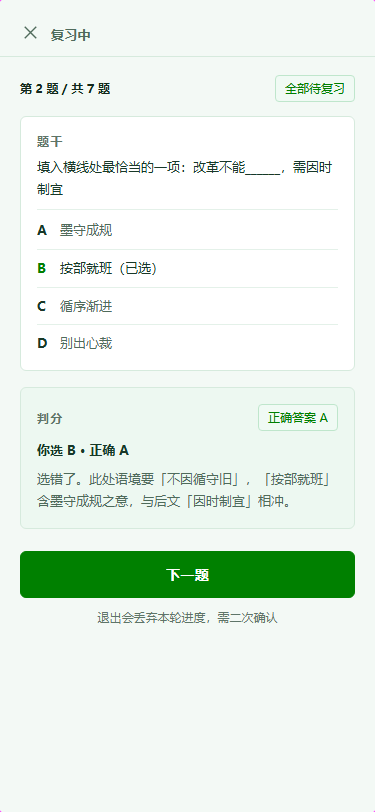 复习中
第 2 题 / 共 7 题
全部待复习
题干
填入横线处最恰当的一项：改革不能______，需因时
制宜
A 墨守成规
B 按部就班（已选）
C 循序渐进
D 别出心裁
判分
正确答案 A
你选 B · 正确 A
选错了。此处语境要「不因循守旧」，「按部就班」
含墨守成规之意，与后文「因时制宜」相冲。
下一题
退出会丢弃本轮进度，需二次确认